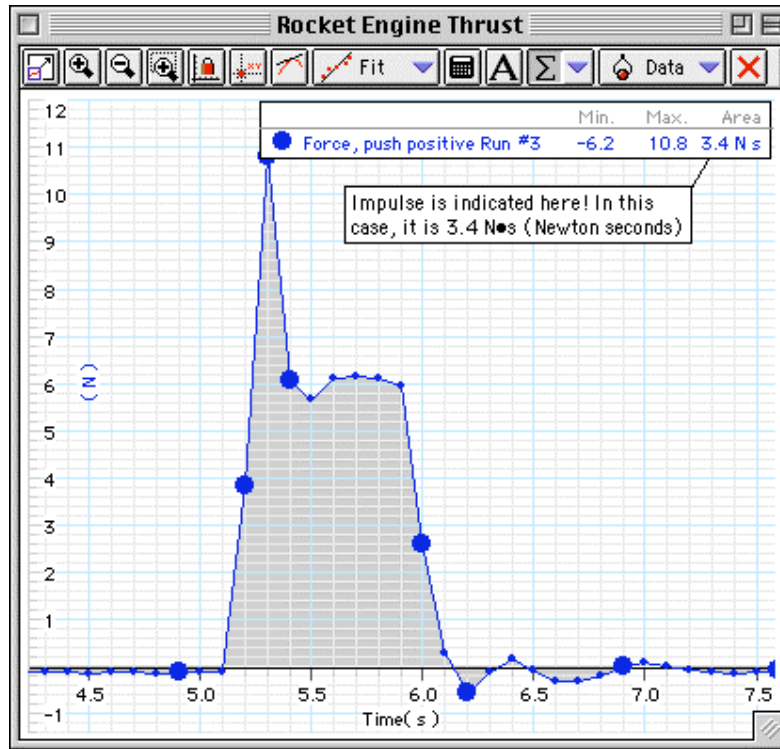 Rocket Engine Thrust
Fit
A
Σ
Data
XY
Min. Max. Area
Force, push positive Run #3 -6.2 10.8 3.4 N s
Impulse is indicated here! In this
case, it is 3.4 N●s (Newton seconds)
12
11
10
9
8
7
6
5
4
3
2
1
-1
(N)
4.5 5.0 5.5 6.0 6.5 7.0 7.5
Time( s )